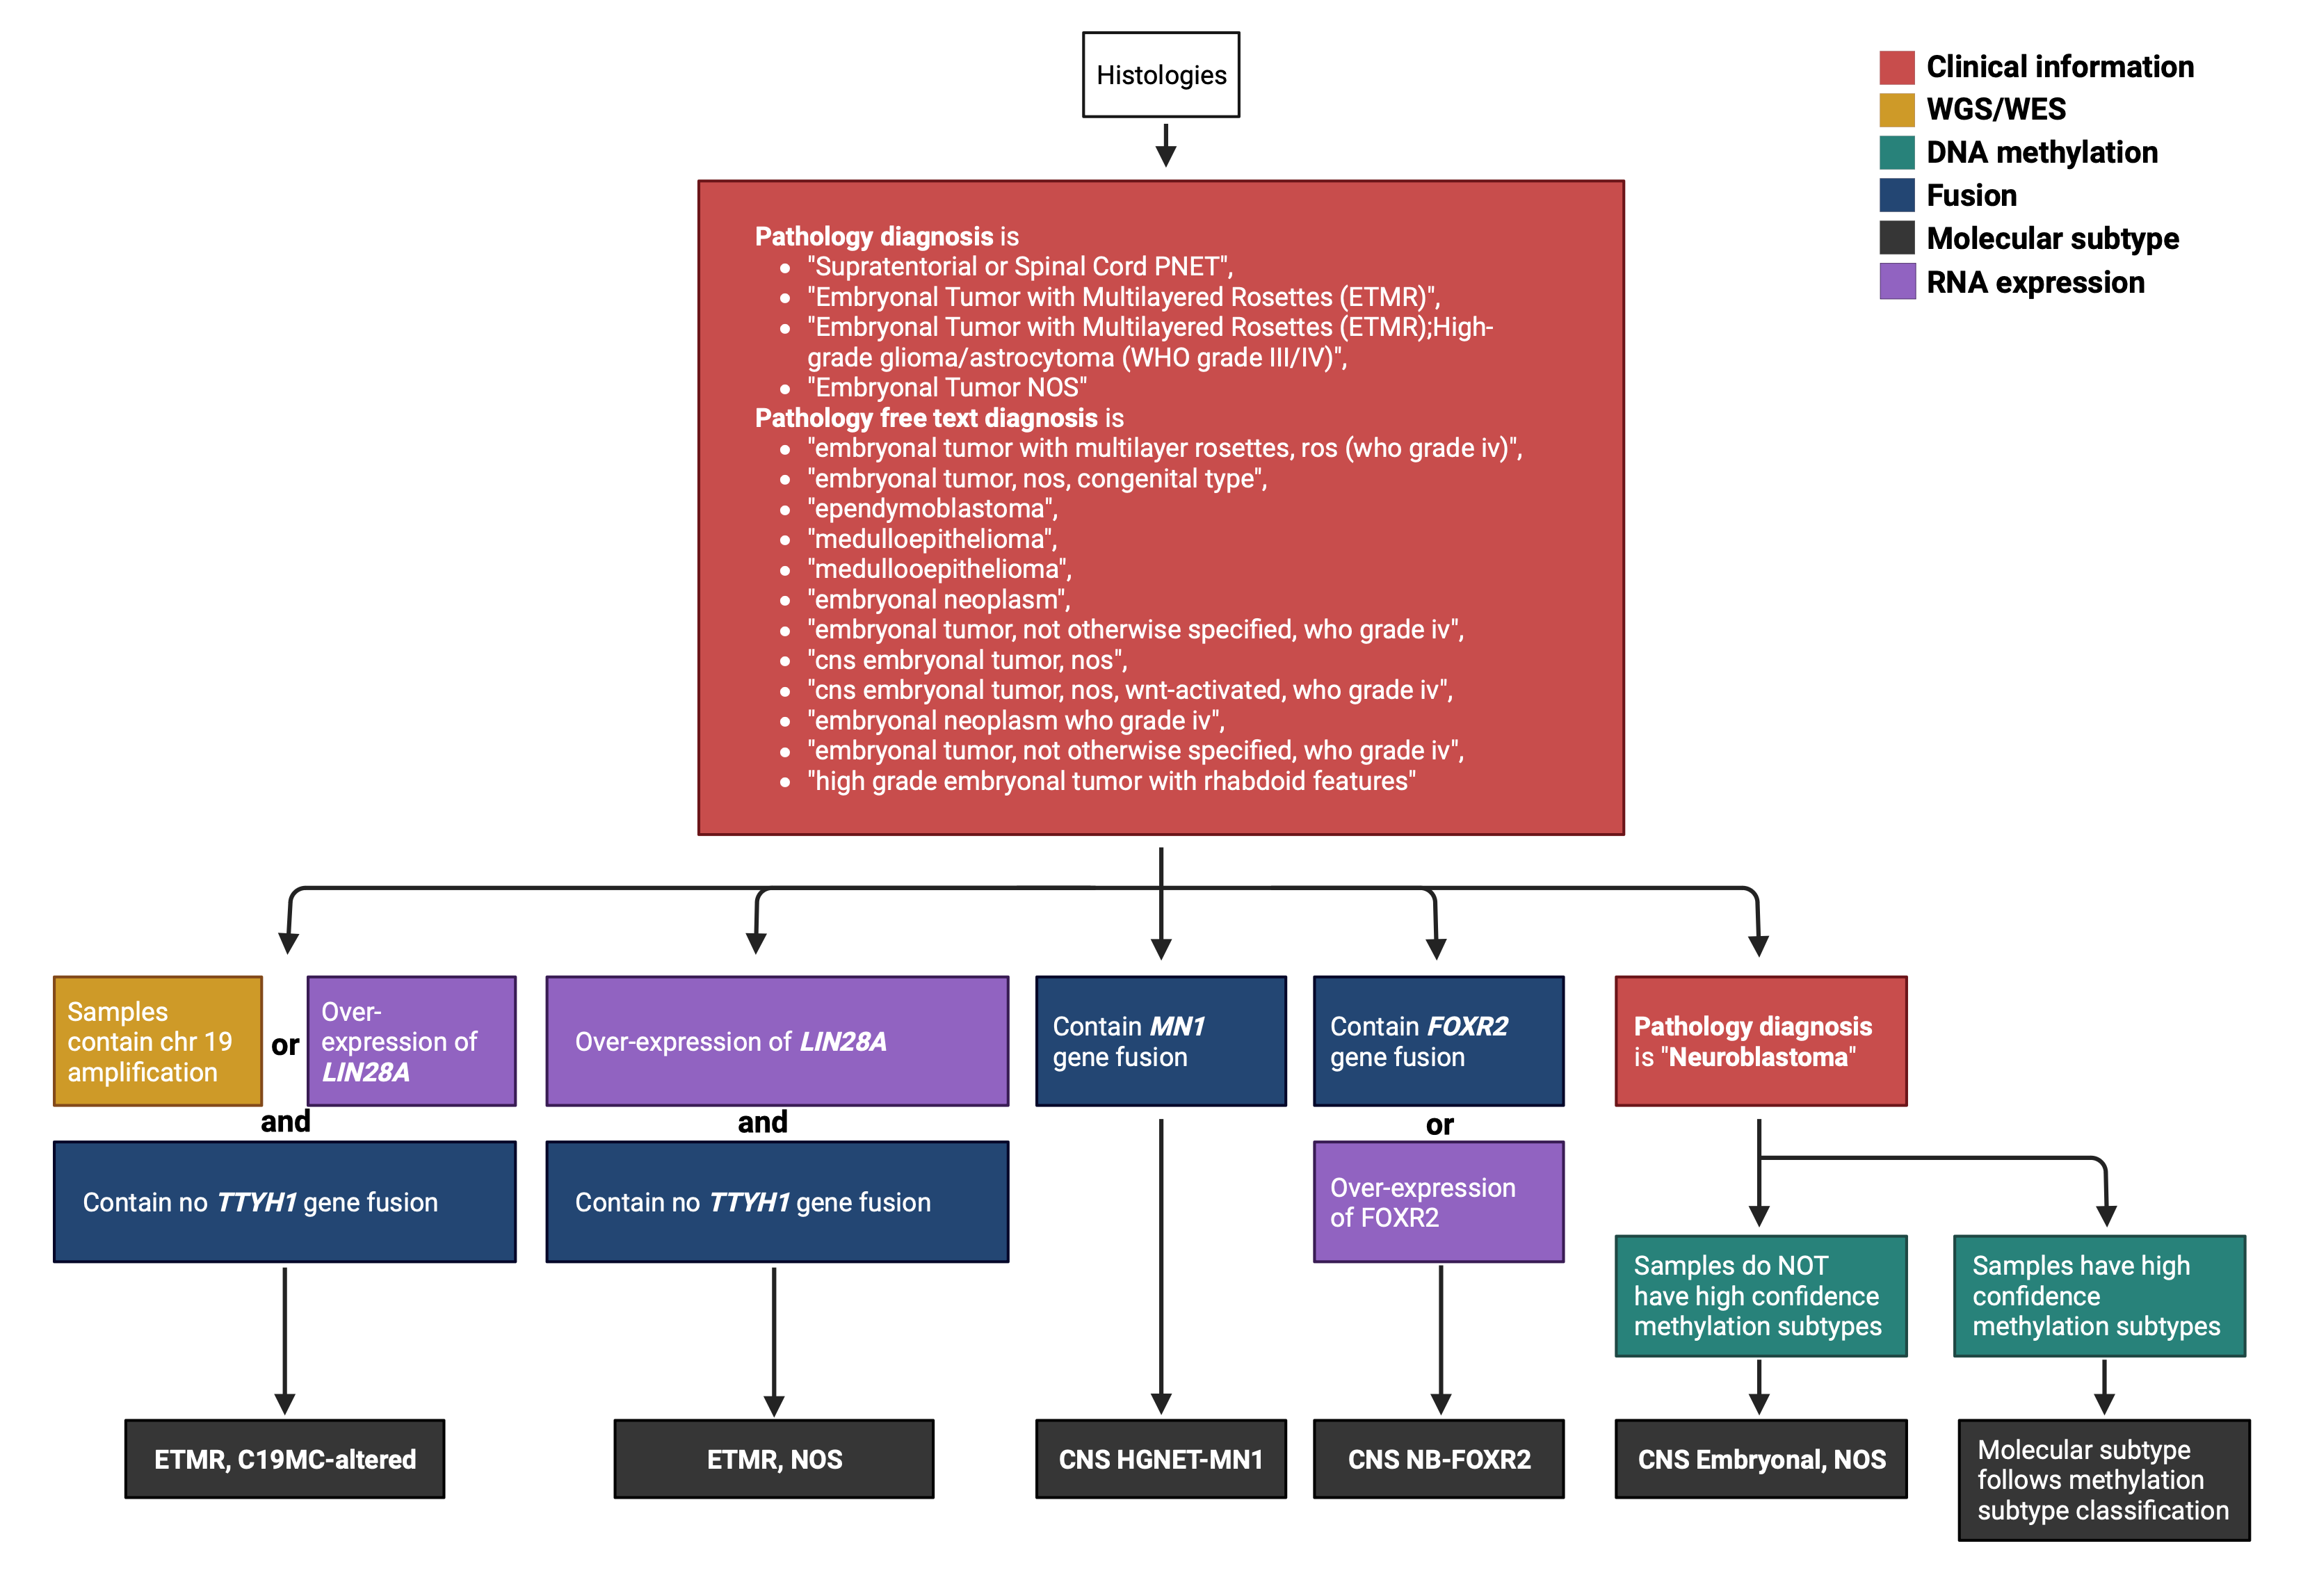 Histologies
Clinical information
WGS/WES
DNA methylation
Fusion
Molecular subtype
RNA expression
Pathology diagnosis is
"Supratentorial or Spinal Cord PNET",
"Embryonal Tumor with Multilayered Rosettes (ETMR)",
"Embryonal Tumor with Multilayered Rosettes (ETMR);High-
grade glioma/astrocytoma (WHO grade III/IV)",
"Embryonal Tumor NOS"
Pathology free text diagnosis is
"embryonal tumor with multilayer rosettes, ros (who grade iv)",
"embryonal tumor, nos, congenital type",
"ependymoblastoma",
"medulloepithelioma",
"medullooepithelioma",
"embryonal neoplasm",
"embryonal tumor, not otherwise specified, who grade iv",
"cns embryonal tumor, nos",
"cns embryonal tumor, nos, wnt-activated, who grade iv",
"embryonal neoplasm who grade iv",
"embryonal tumor, not otherwise specified, who grade iv",
"high grade embryonal tumor with rhabdoid features"
Samples
contain chr 19
amplification
or
Over-
expression of
LIN28A
and
Contain no TTYH1 gene fusion
ETMR, C19MC-altered
Over-expression of LIN28A
and
Contain no TTYH1 gene fusion
ETMR, NOS
Contain MN1
gene fusion
CNS HGNET-MN1
Contain FOXR2
gene fusion
or
Over-expression
of FOXR2
CNS NB-FOXR2
Pathology diagnosis
is "Neuroblastoma"
Samples do NOT
have high confidence
methylation subtypes
CNS Embryonal, NOS
Samples have high
confidence
methylation subtypes
Molecular subtype
follows methylation
subtype classification